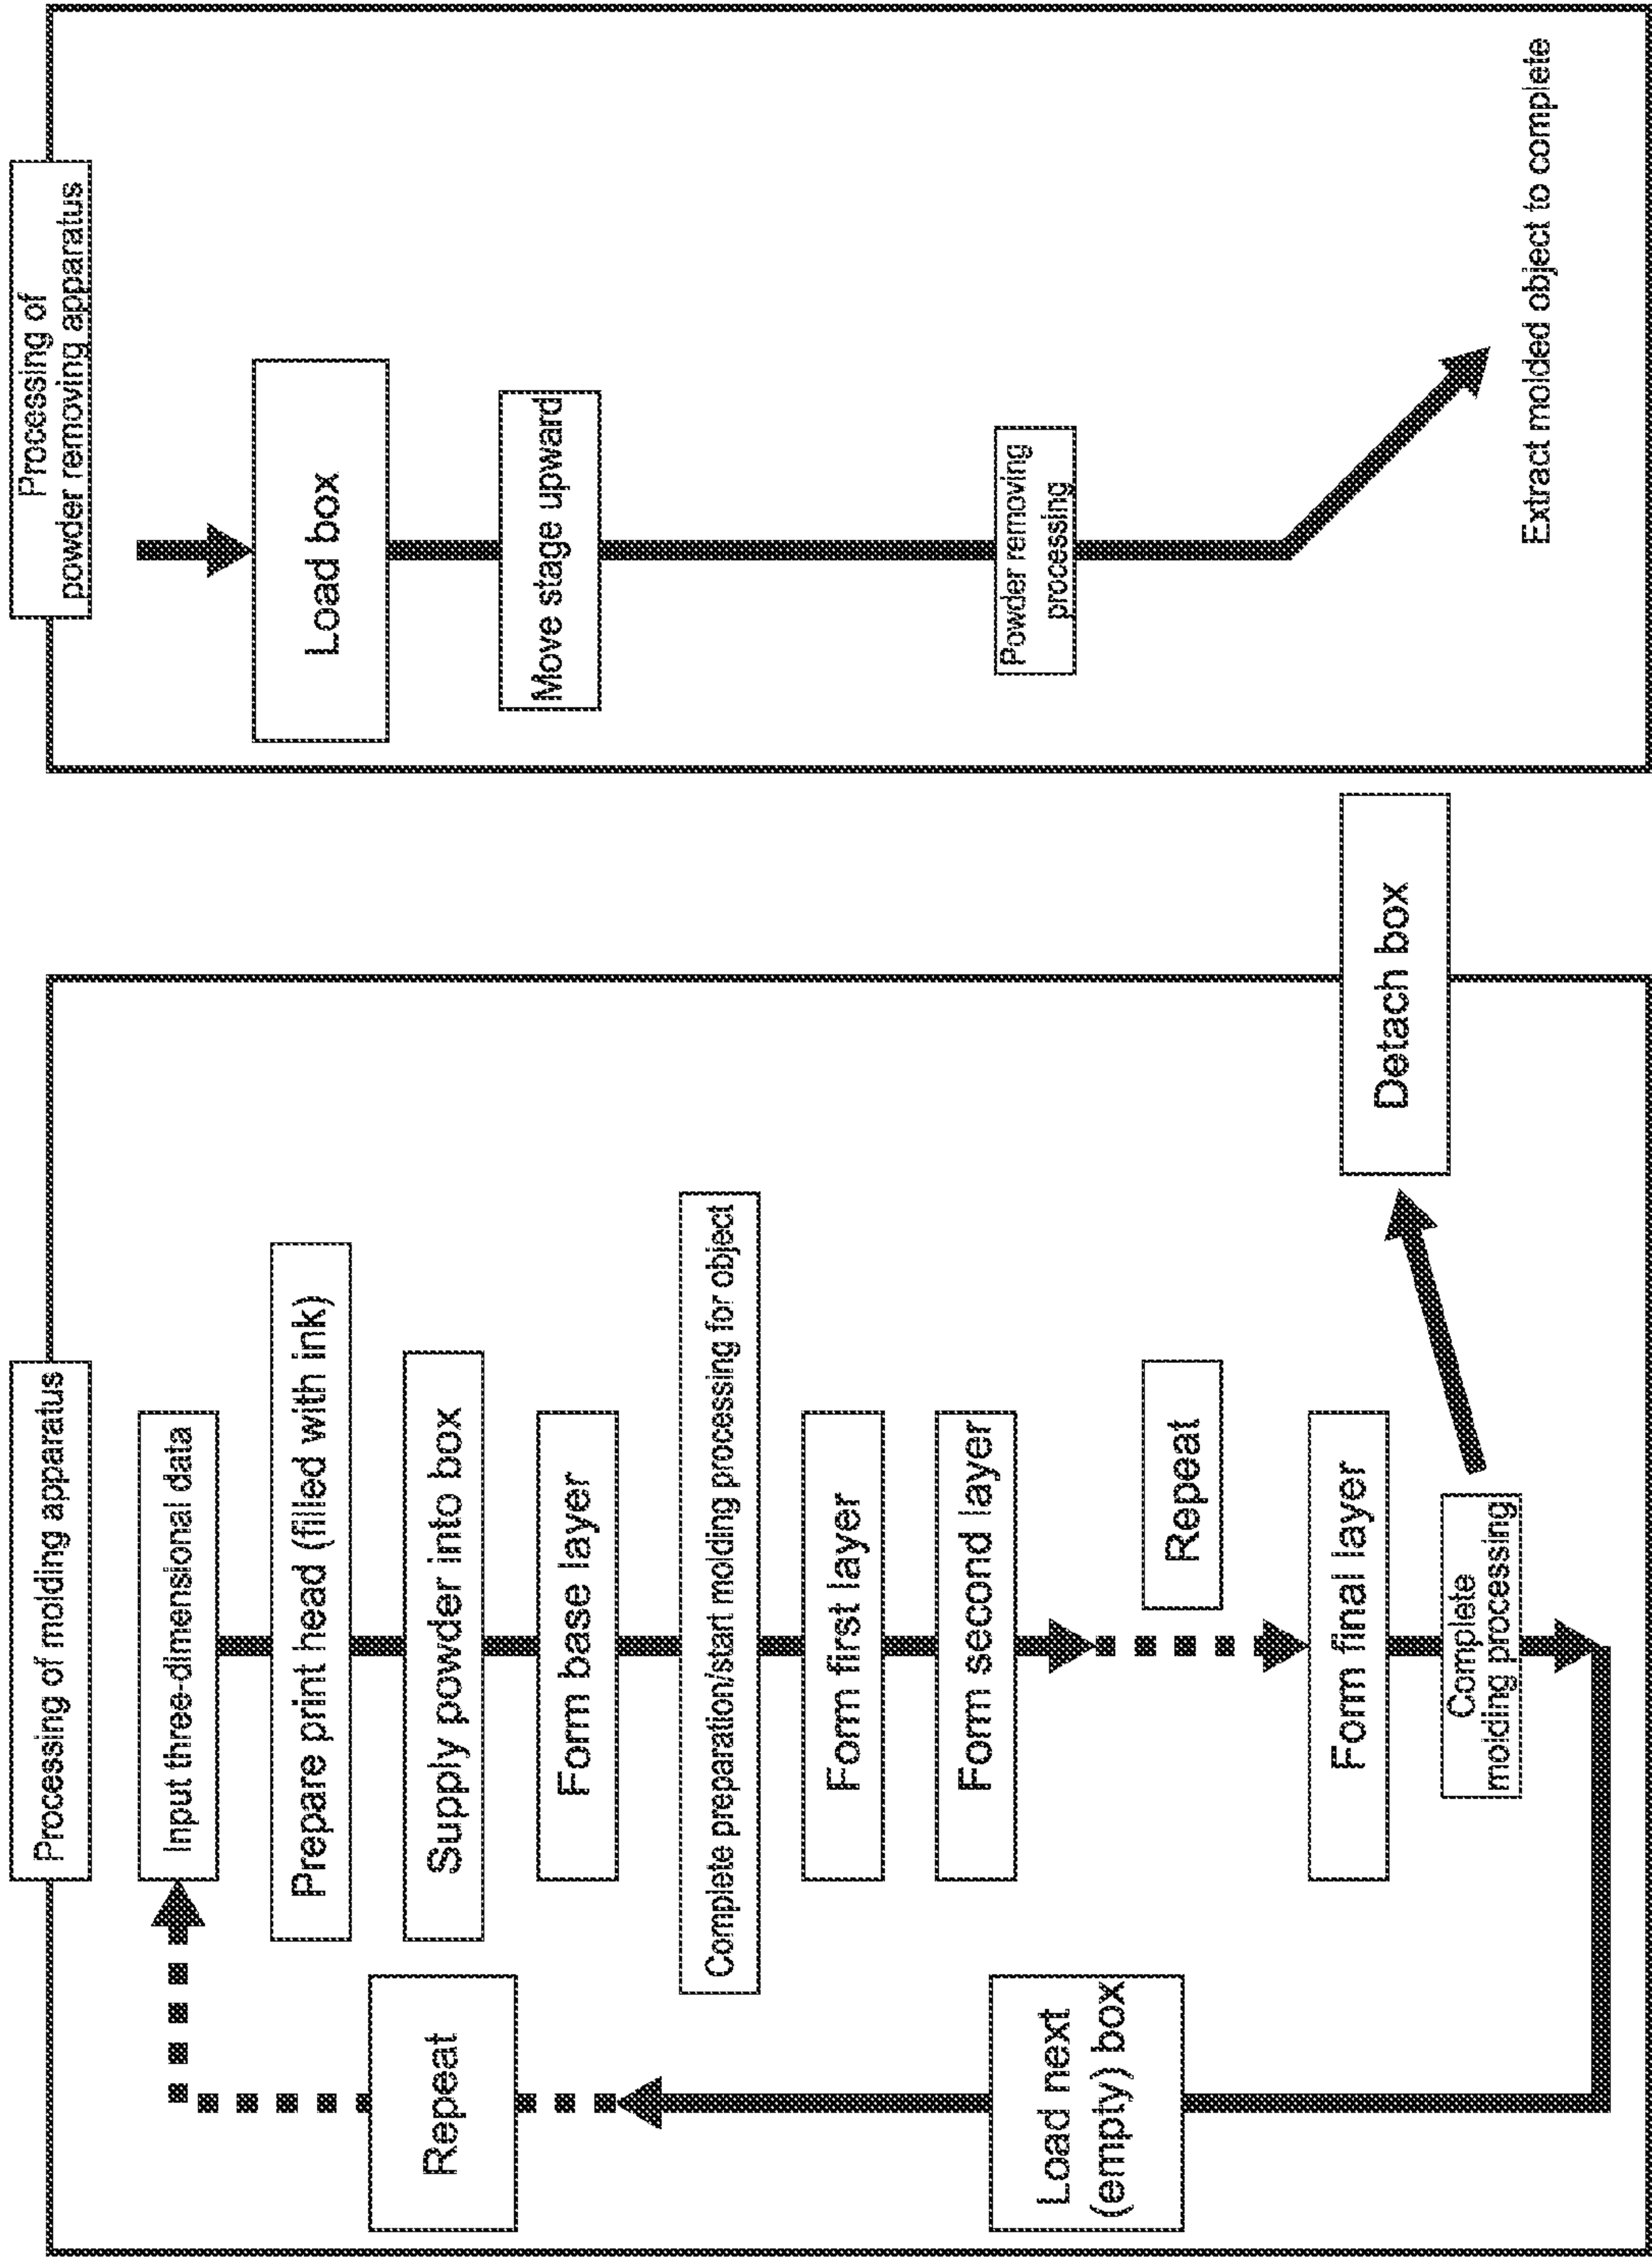 Processing of molding apparatus
Input three-dimensional data
Prepare print head (filled with ink)
Supply powder into box
Form base layer
Complete preparation/start molding processing for object
Form first layer
Form second layer
Repeat
Form final layer
Complete
molding processing
Load next
(empty) box
Repeat
Detach box
Processing of
powder removing apparatus
Load box
Move stage upward
Powder removing
processing
Extract molded object to complete